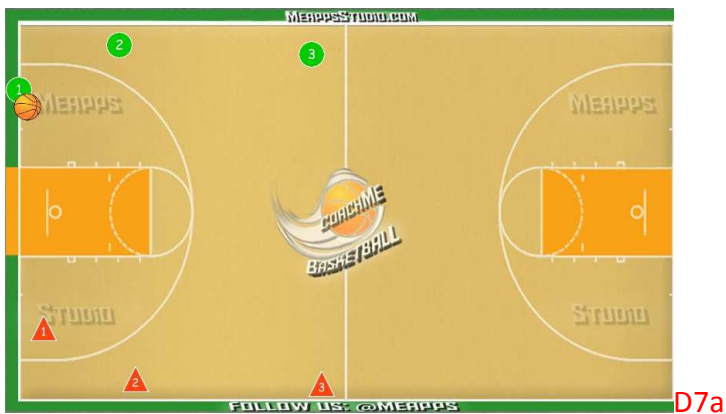 MEAPPSSTUDIO.COM
2
3
1
MEAPPS
MEAPPS
COACHME
BASKETBALL
STUDIO
STUDIO
1
2
3
FOLLOW US: @MEAPPS
D7a